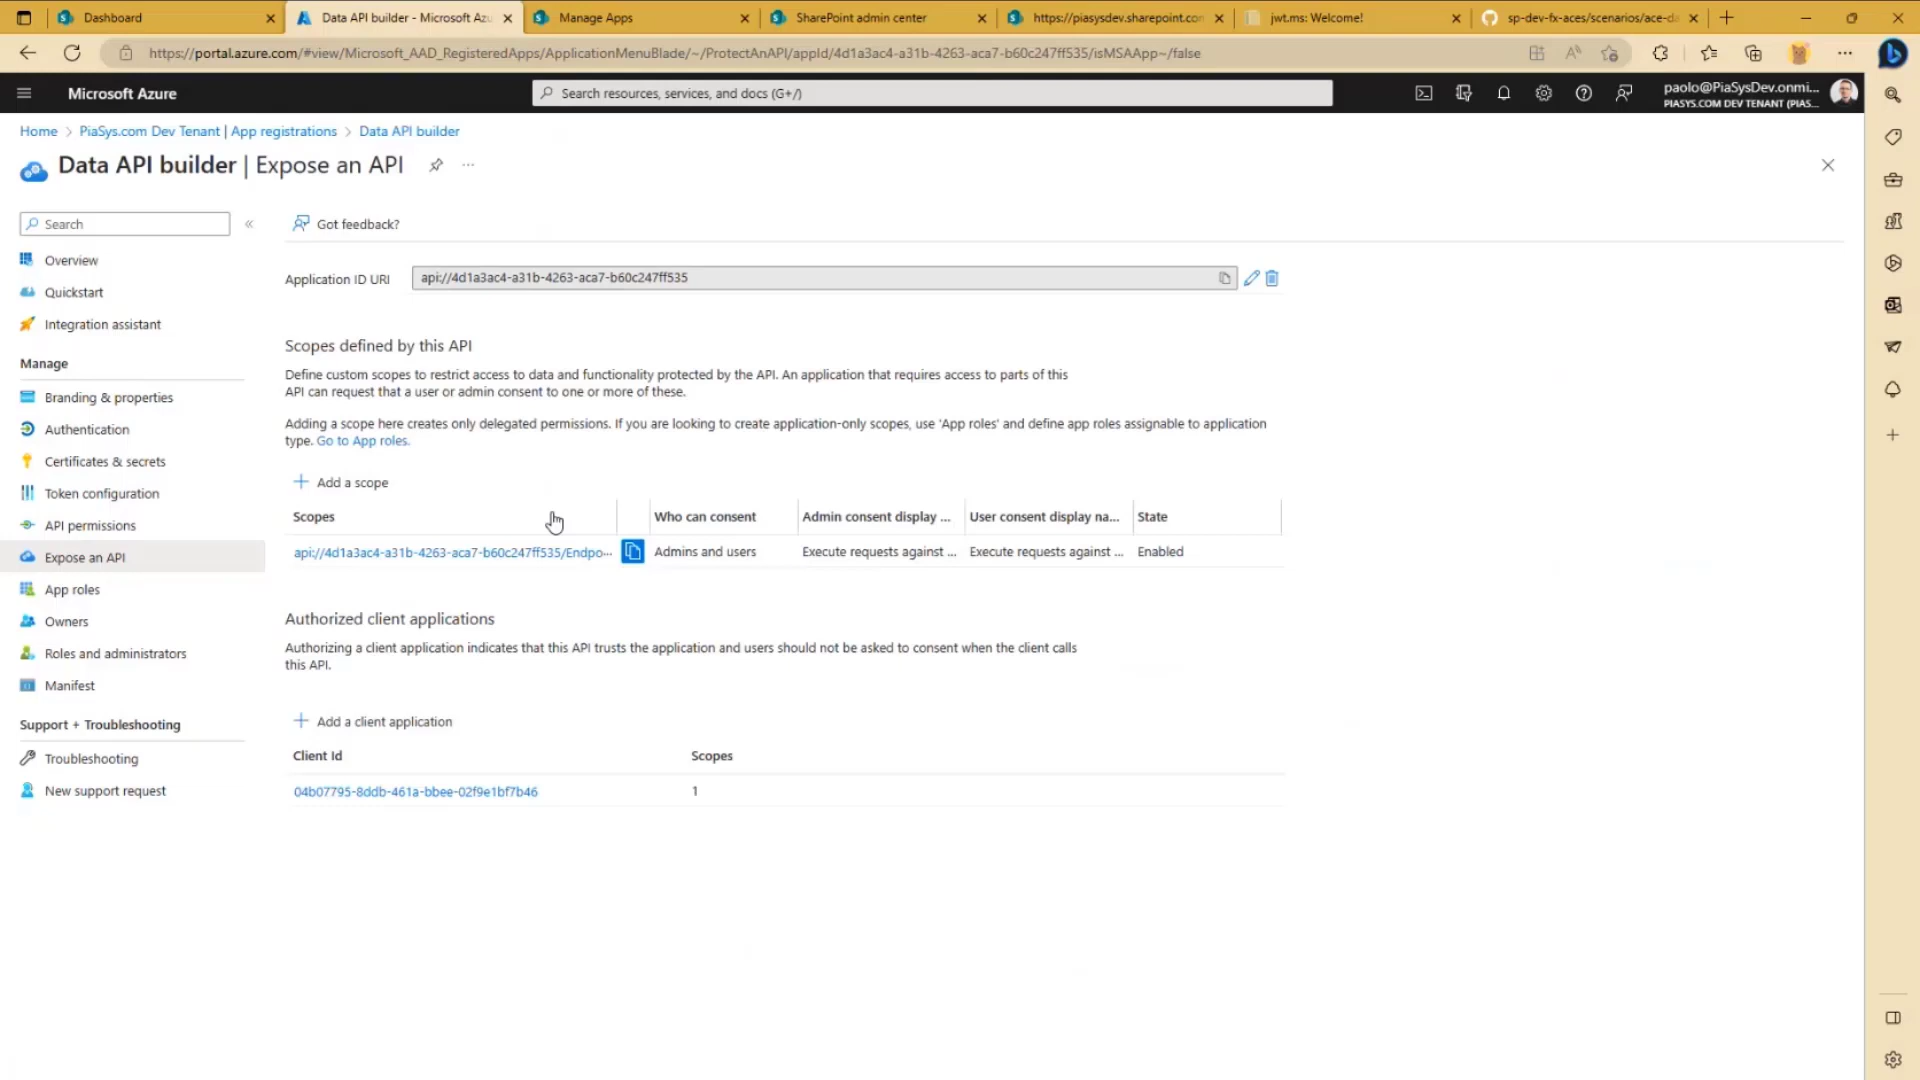 Dashboard
Data API builder - Microsoft Azu
Manage Apps
SharePoint admin center
https://piasysdev.sharepoint.con
jwt.ms: Welcome!
sp-dev-fx-aces/scenarios/ace-da
https://portal.azure.com/#view/Microsoft_AAD_RegisteredApps/ApplicationMenuBlade/~/ProtectAnAPI/appId/4d1a3ac4-a31b-4263-aca7-b60c247ff535/isMSAApp~/false
Microsoft Azure
Search resources, services, and docs (G+/)
paolo@PiaSysDev.onmi...
PIASYS.COM DEV TENANT (PIAS...
Home > PiaSys.com Dev Tenant | App registrations > Data API builder
Data API builder | Expose an API
Search
Got feedback?
Overview
Quickstart
Integration assistant
Manage
Branding & properties
Authentication
Certificates & secrets
Token configuration
API permissions
Expose an API
App roles
Owners
Roles and administrators
Manifest
Support + Troubleshooting
Troubleshooting
New support request
Application ID URI
api://4d1a3ac4-a31b-4263-aca7-b60c247ff535
Scopes defined by this API
Define custom scopes to restrict access to data and functionality protected by the API. An application that requires access to parts of this
API can request that a user or admin consent to one or more of these.
Adding a scope here creates only delegated permissions. If you are looking to create application-only scopes, use 'App roles' and define app roles assignable to application
type. Go to App roles.
Add a scope
Scopes Who can consent Admin consent display ... User consent display na... State
api://4d1a3ac4-a31b-4263-aca7-b60c247ff535/Endpo... Admins and users Execute requests against ... Execute requests against ... Enabled
Authorized client applications
Authorizing a client application indicates that this API trusts the application and users should not be asked to consent when the client calls
this API.
Add a client application
Client Id Scopes
04b07795-8ddb-461a-bbee-02f9e1bf7b46 1